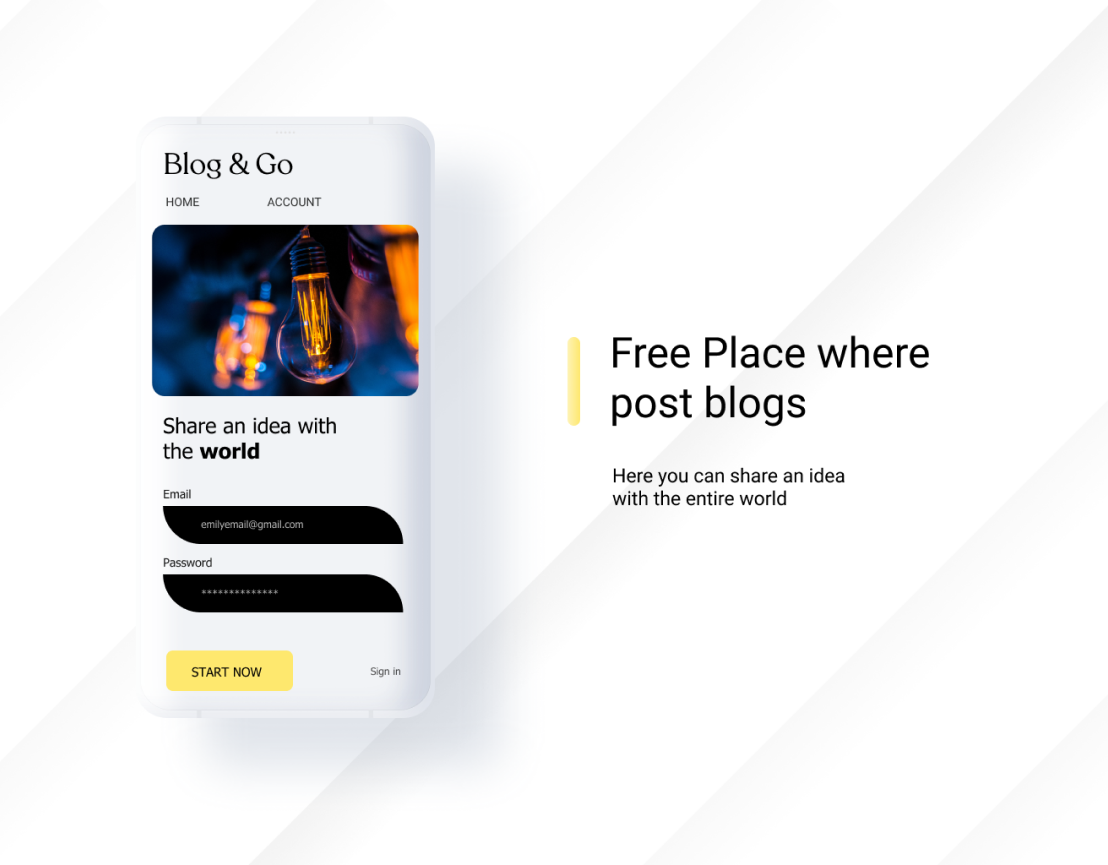 Blog & Go
HOME ACCOUNT
Share an idea with
the world
Email
emilyemail@gmail.com
Password
**************
START NOW
Sign in
Free Place where
post blogs
Here you can share an idea
with the entire world